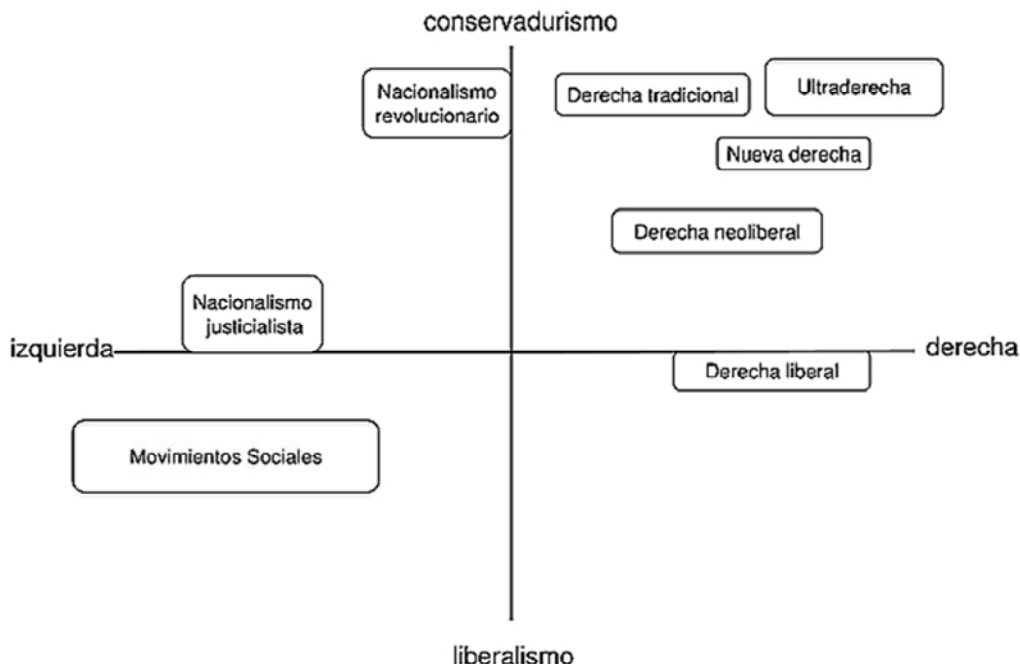 conservadurismo
Nacionalismo
revolucionario
Derecha tradicional
Ultraderecha
Nueva derecha
Derecha neoliberal
Nacionalismo
justicialista
izquierda
derecha
Derecha liberal
Movimientos Sociales
liberalismo